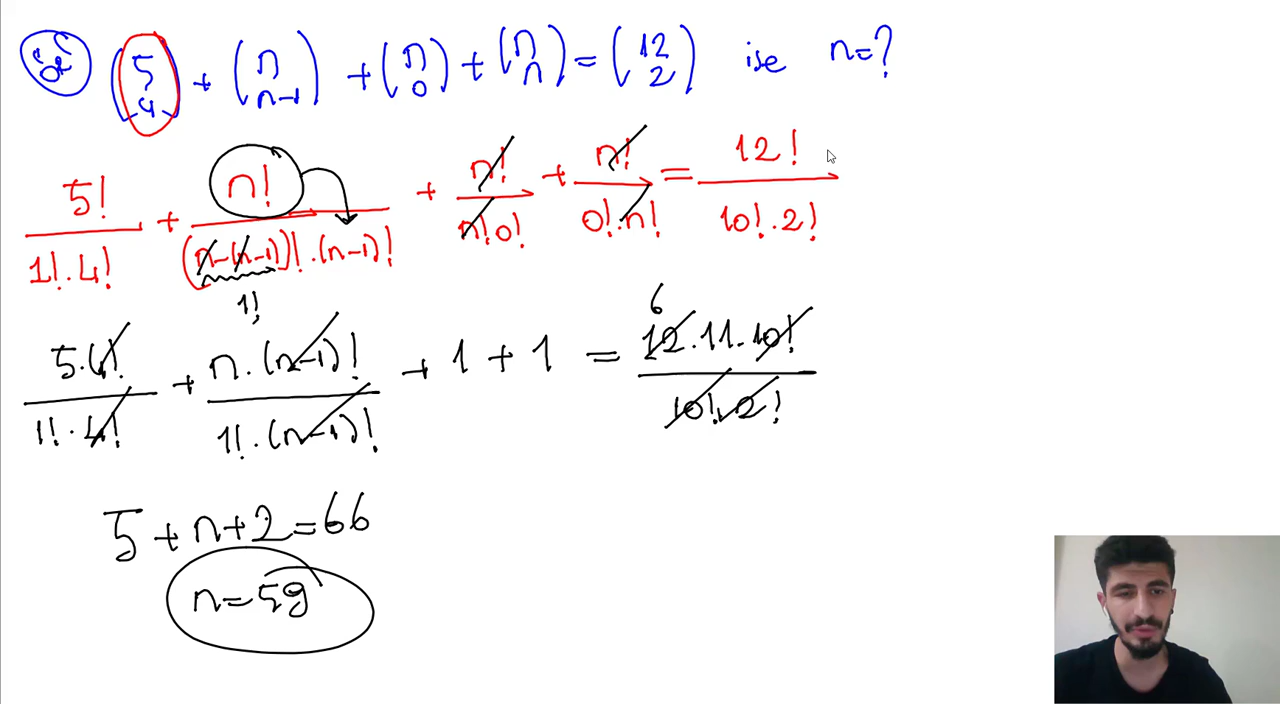 Ör
(5 4) + (n n-1) + (n 0) + (n n) = (12 2) ise n=?
5!/(1!.4!) + n!/((n-(n-1))!.(n-1)!) + n!/(n!.0!) + n!/(0!.n!) = 12!/(10!.2!)
1!
6
5.4!/(1!.4!) + n.(n-1)!/(1!.(n-1)!) + 1 + 1 = 12.11.10!/(10!.2!)
5+n+2=66
n=59